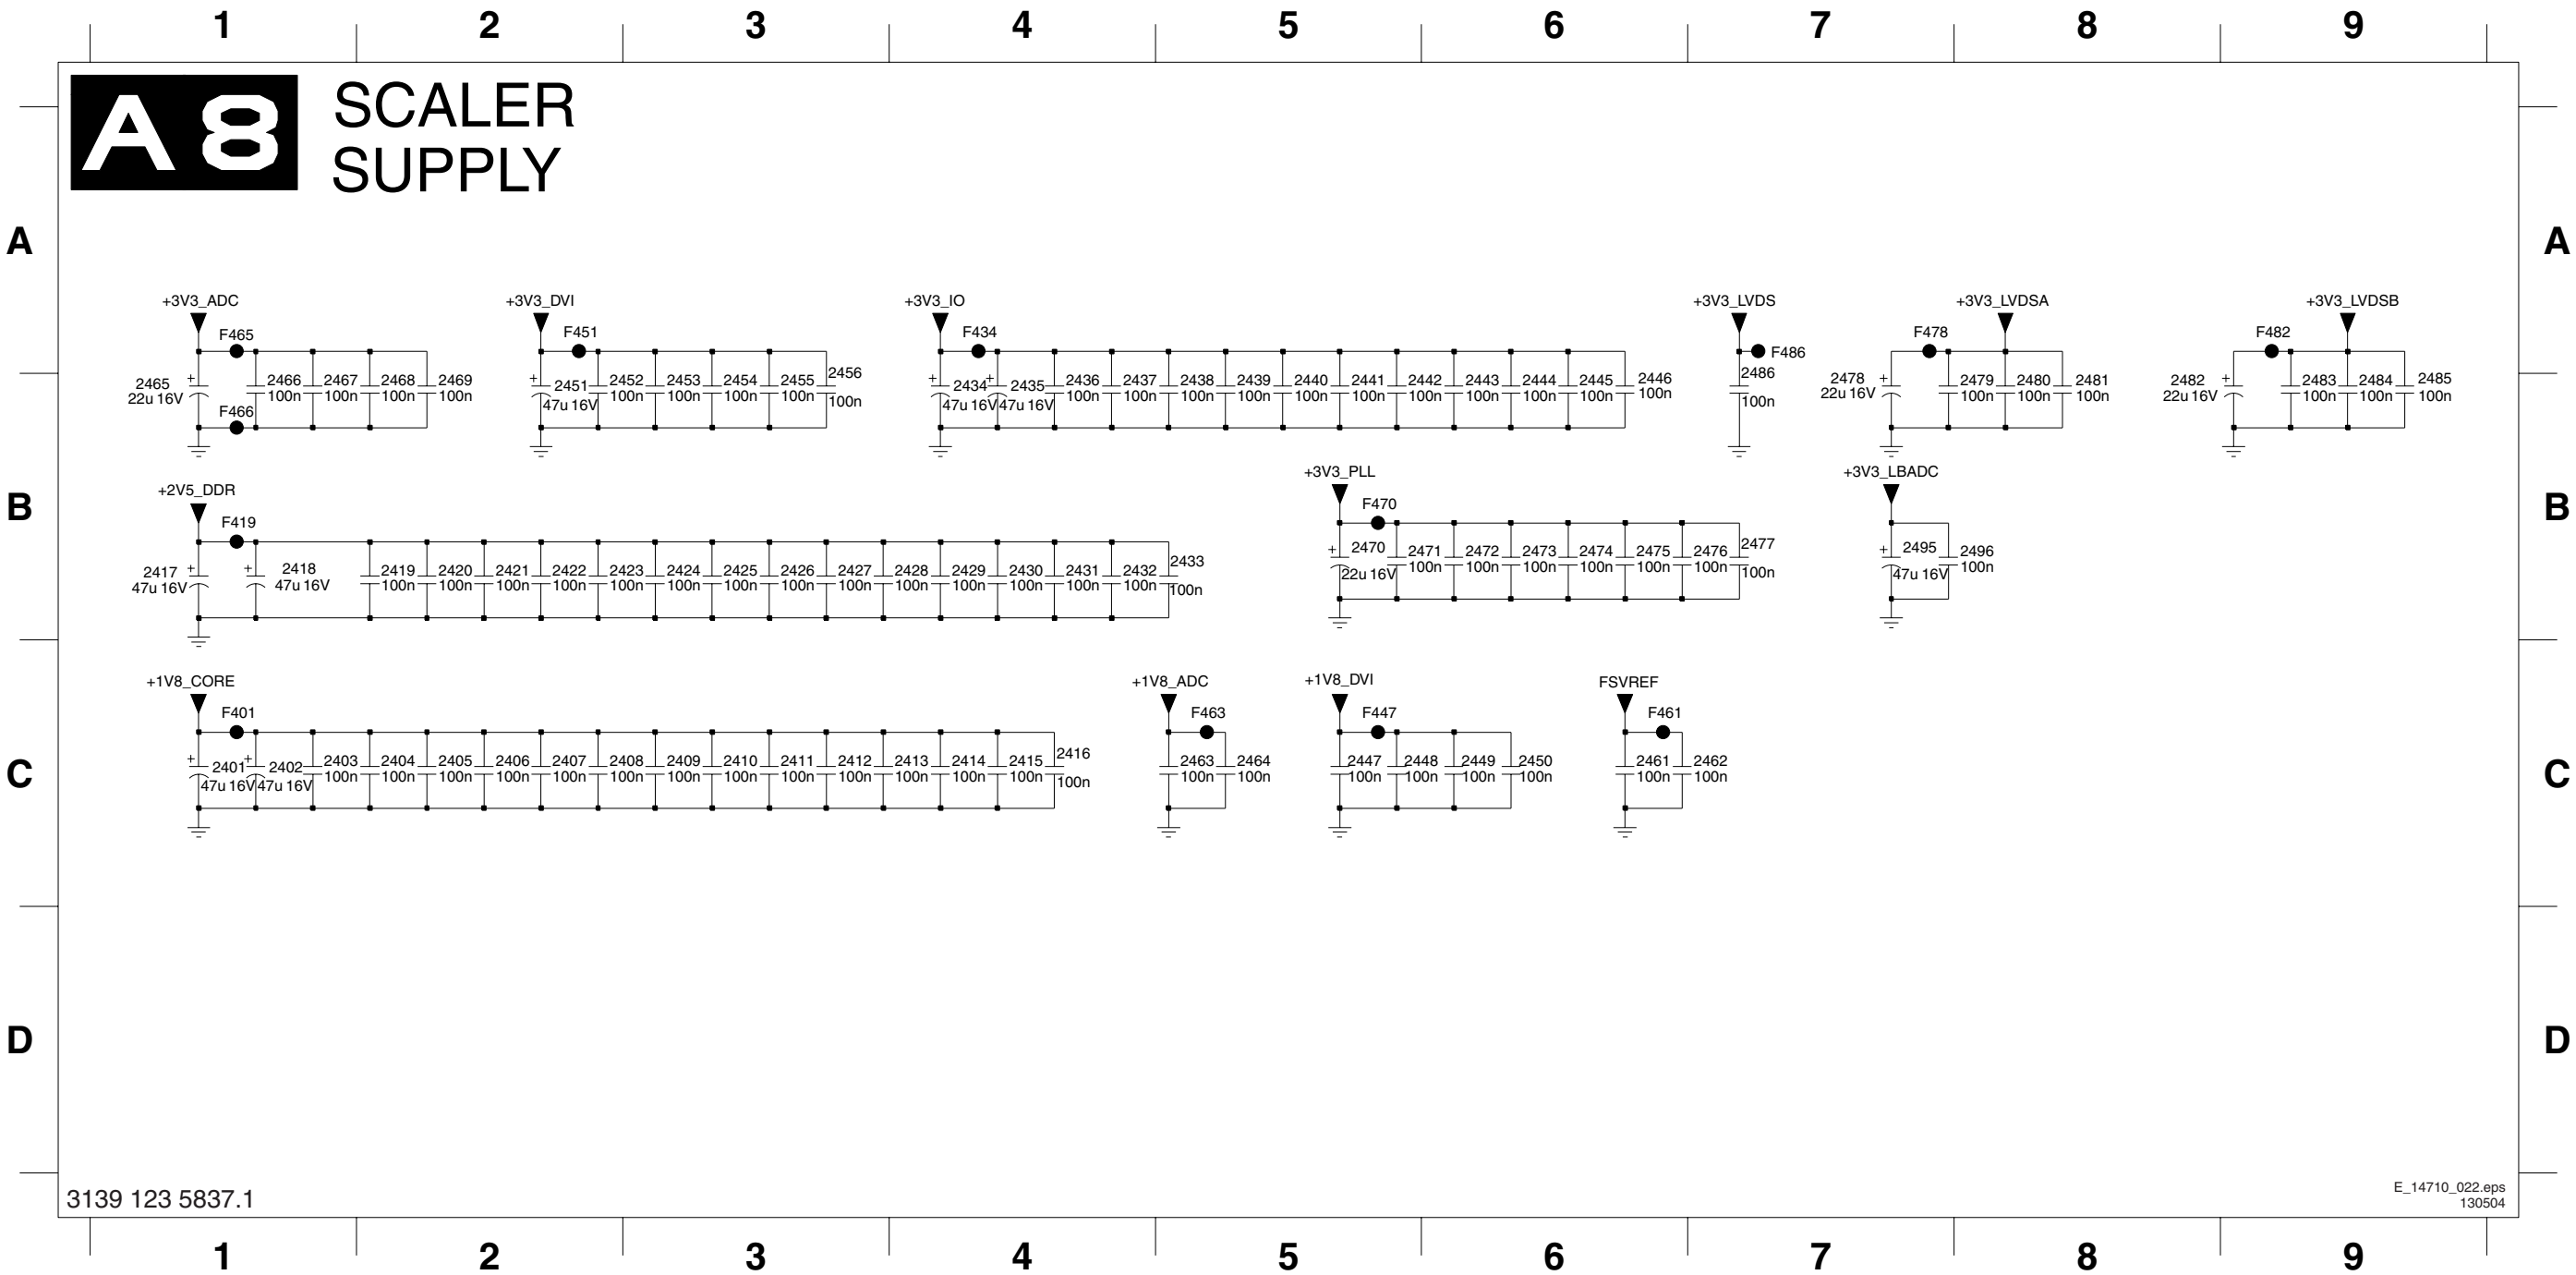 1 2 3 4 5 6 7 8 9
A8 SCALER
SUPPLY
A A
+3V3_ADC +3V3_DVI +3V3_IO +3V3_LVDS +3V3_LVDSA +3V3_LVDSB
F465 F451 F434 F486 F478 F482
2465 2466 2467 2468 2469 2451 2452 2453 2454 2455 2456 2434 2435 2436 2437 2438 2439 2440 2441 2442 2443 2444 2445 2446 2486 2478 2479 2480 2481 2482 2483 2484 2485
+ + + + + +
22u 16V 100n 100n 100n 100n 47u 16V 100n 100n 100n 100n 100n 47u 16V 47u 16V 100n 100n 100n 100n 100n 100n 100n 100n 100n 100n 100n 100n 22u 16V 100n 100n 100n 22u 16V 100n 100n 100n
F466
+3V3_PLL +3V3_LBADC
B B
+2V5_DDR
F419 F470
2417 2418 2419 2420 2421 2422 2423 2424 2425 2426 2427 2428 2429 2430 2431 2432 2433 2470 2471 2472 2473 2474 2475 2476 2477 2495 2496
+ + + +
47u 16V 47u 16V 100n 100n 100n 100n 100n 100n 100n 100n 100n 100n 100n 100n 100n 100n 100n 22u 16V 100n 100n 100n 100n 100n 100n 100n 47u 16V 100n
+1V8_CORE +1V8_ADC +1V8_DVI FSVREF
F401 F463 F447 F461
C C
2401 2402 2403 2404 2405 2406 2407 2408 2409 2410 2411 2412 2413 2414 2415 2416 2463 2464 2447 2448 2449 2450 2461 2462
+ +
47u 16V 47u 16V 100n 100n 100n 100n 100n 100n 100n 100n 100n 100n 100n 100n 100n 100n 100n 100n 100n 100n 100n 100n 100n 100n
D D
3139 123 5837.1
E_14710_022.eps
130504
1 2 3 4 5 6 7 8 9